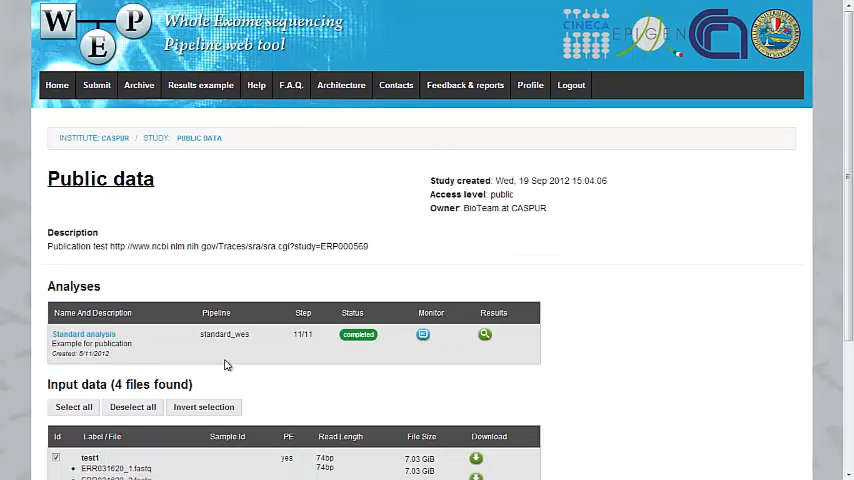 W E P
Whole Exome sequencing
Pipeline web tool
CINECA
EPIGEN
Home Submit Archive Results example Help F.A.Q. Architecture Contacts Feedback & reports Profile Logout
INSTITUTE: CASPUR / STUDY: PUBLIC DATA
Public data
Study created: Wed, 19 Sep 2012 15:04:06
Access level: public
Owner: BioTeam at CASPUR
Description
Publication test http://www.ncbi.nlm.nih.gov/Traces/sra/sra.cgi?study=ERP000569
Analyses
Name And Description Pipeline Step Status Monitor Results
Standard analysis standard_wes 11/11 completed
Example for publication
Created: 5/11/2012
Input data (4 files found)
Select all Deselect all Invert selection
Id Label / File Sample Id PE Read Length File Size Download
test1 yes 74bp 7.03 GiB
ERR031620_1.fastq 74bp 7.03 GiB